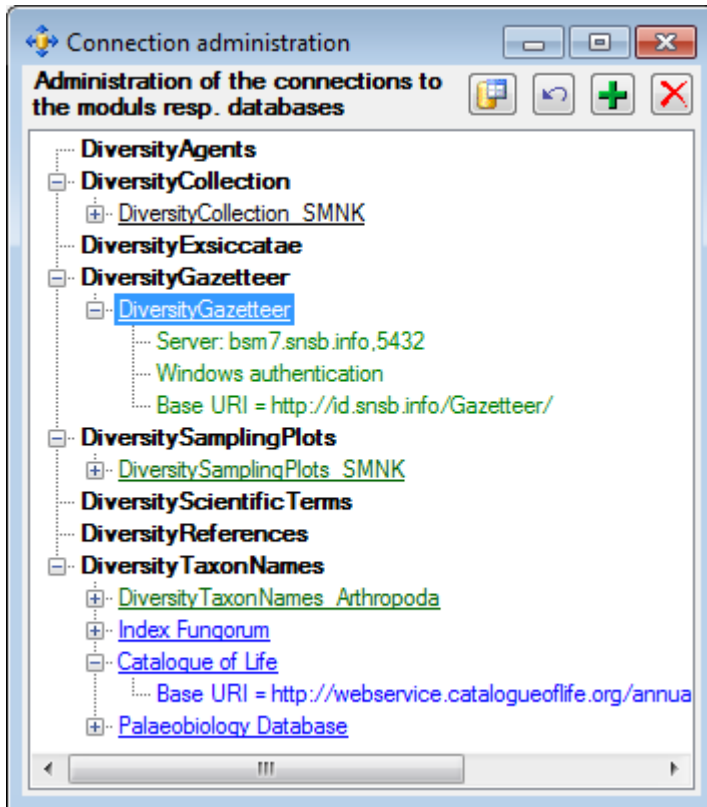 Connection administration
Administration of the connections to
the moduls resp. databases
DiversityAgents
DiversityCollection
DiversityCollection_SMNK
DiversityExsiccatae
DiversityGazetteer
DiversityGazetteer
Server: bsm7.snsb.info,5432
Windows authentication
Base URI = http://id.snsb.info/Gazetteer/
DiversitySamplingPlots
DiversitySamplingPlots_SMNK
DiversityScientificTerms
DiversityReferences
DiversityTaxonNames
DiversityTaxonNames_Arthropoda
Index Fungorum
Catalogue of Life
Base URI = http://webservice.catalogueoflife.org/annua
Palaeobiology Database